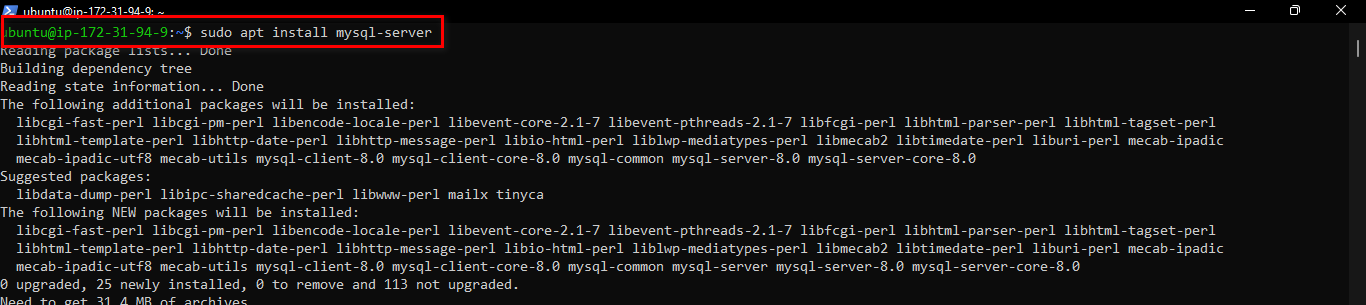 ubuntu@ip-172-31-94-9: ~
ubuntu@ip-172-31-94-9:~$ sudo apt install mysql-server
Reading package lists... Done
Building dependency tree
Reading state information... Done
The following additional packages will be installed:
  libcgi-fast-perl libcgi-pm-perl libencode-locale-perl libevent-core-2.1-7 libevent-pthreads-2.1-7 libfcgi-perl libhtml-parser-perl libhtml-tagset-perl
  libhtml-template-perl libhttp-date-perl libhttp-message-perl libio-html-perl liblwp-mediatypes-perl libmecab2 libtimedate-perl liburi-perl mecab-ipadic
  mecab-ipadic-utf8 mecab-utils mysql-client-8.0 mysql-client-core-8.0 mysql-common mysql-server-8.0 mysql-server-core-8.0
Suggested packages:
  libdata-dump-perl libipc-sharedcache-perl libwww-perl mailx tinyca
The following NEW packages will be installed:
  libcgi-fast-perl libcgi-pm-perl libencode-locale-perl libevent-core-2.1-7 libevent-pthreads-2.1-7 libfcgi-perl libhtml-parser-perl libhtml-tagset-perl
  libhtml-template-perl libhttp-date-perl libhttp-message-perl libio-html-perl liblwp-mediatypes-perl libmecab2 libtimedate-perl liburi-perl mecab-ipadic
  mecab-ipadic-utf8 mecab-utils mysql-client-8.0 mysql-client-core-8.0 mysql-common mysql-server mysql-server-8.0 mysql-server-core-8.0
0 upgraded, 25 newly installed, 0 to remove and 113 not upgraded.
Need to get 31.4 MB of archives